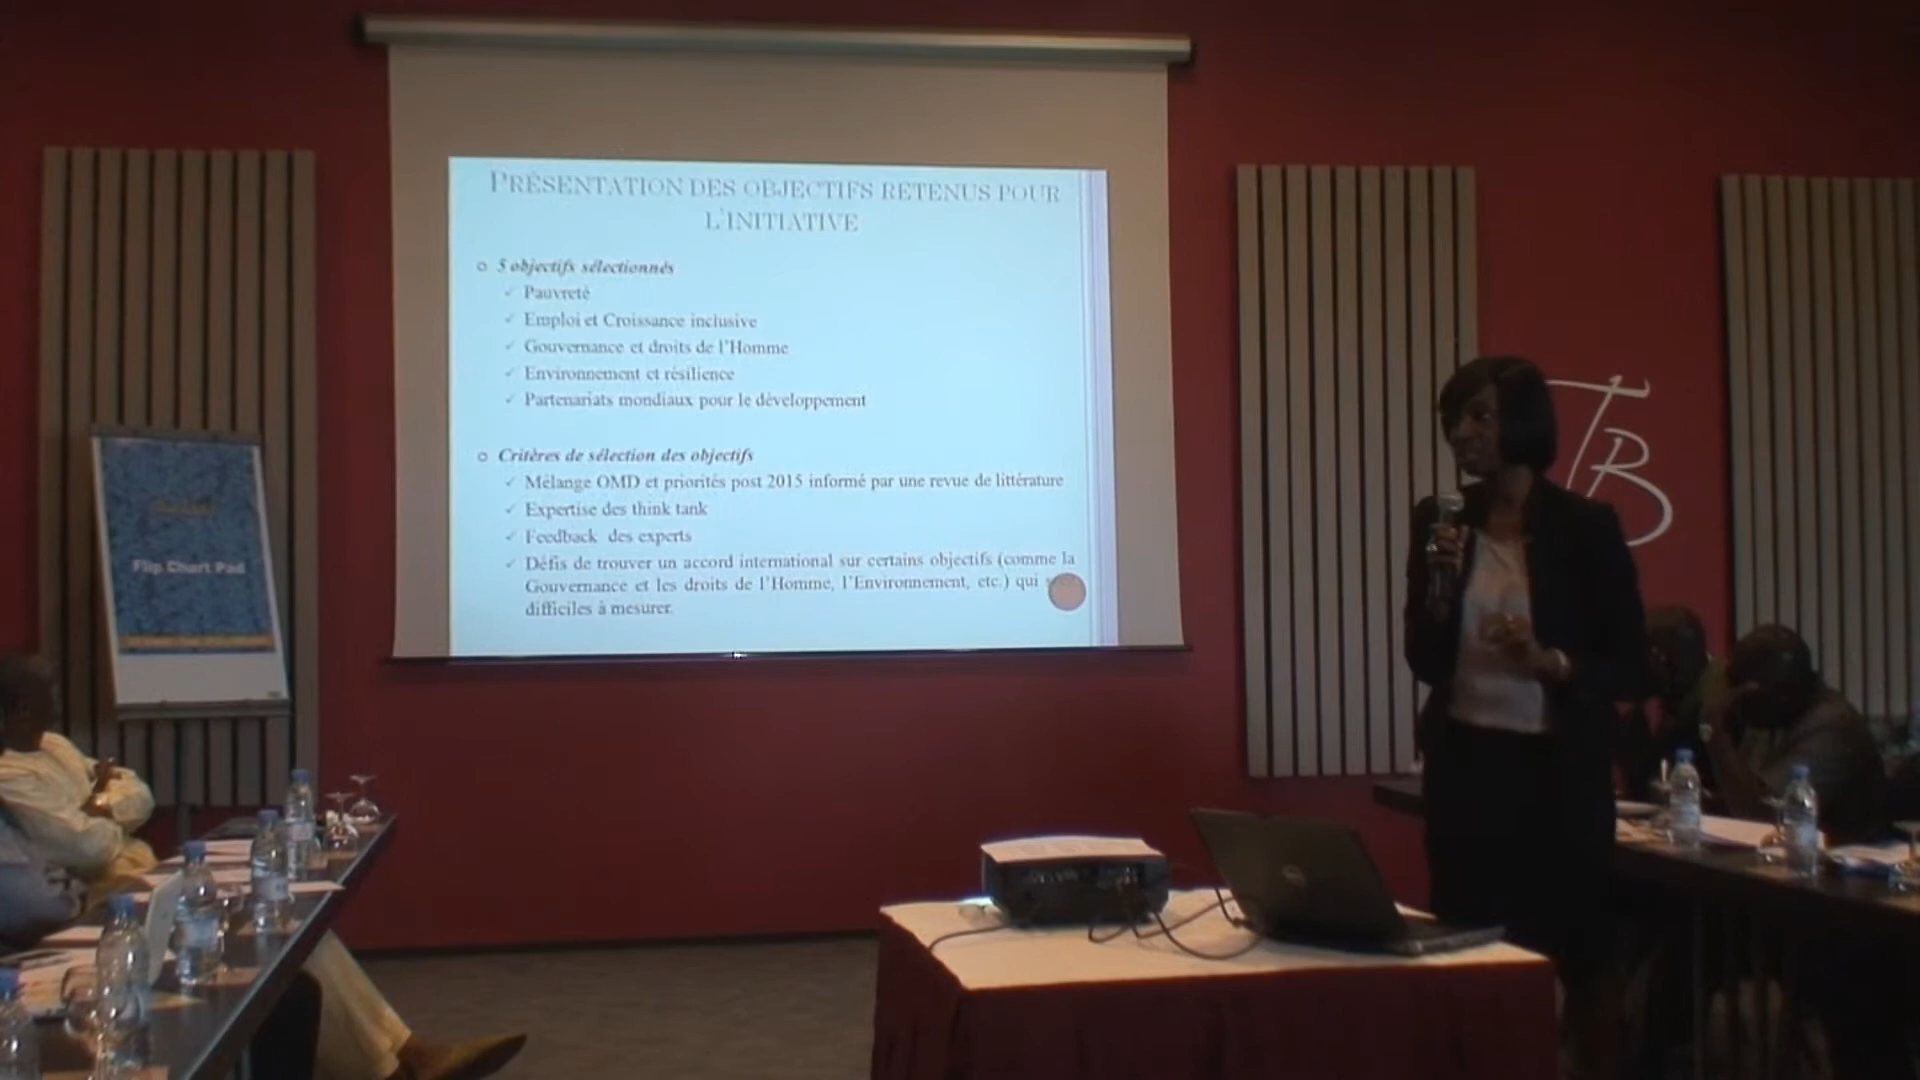 PRÉSENTATION DES OBJECTIFS RETENUS POUR
L'INITIATIVE
5 objectifs sélectionnés
Pauvreté
Emploi et Croissance inclusive
Gouvernance et droits de l'Homme
Environnement et résilience
Partenariats mondiaux pour le développement
Critères de sélection des objectifs
Mélange OMD et priorités post 2015 informé par une revue de littérature
Expertise des think tank
Feedback des experts
Défis de trouver un accord international sur certains objectifs (comme la
Gouvernance et les droits de l'Homme, l'Environnement, etc.) qui
difficiles à mesurer.
Flip Chart Pad
TB